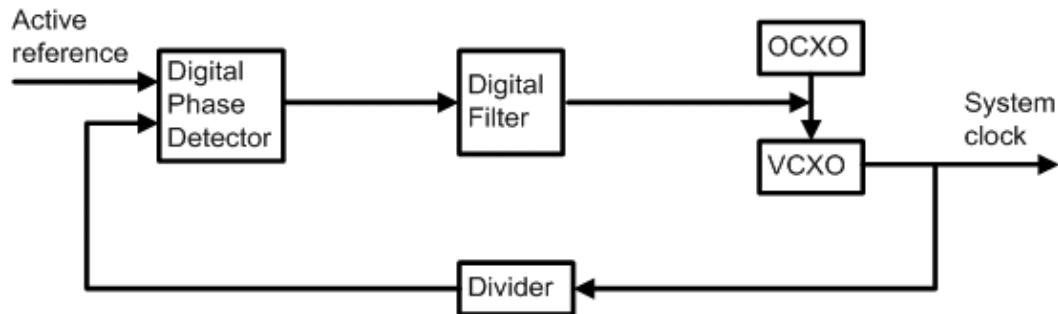 Active
reference
Digital
Phase
Detector
Digital
Filter
OCXO
VCXO
System
clock
Divider